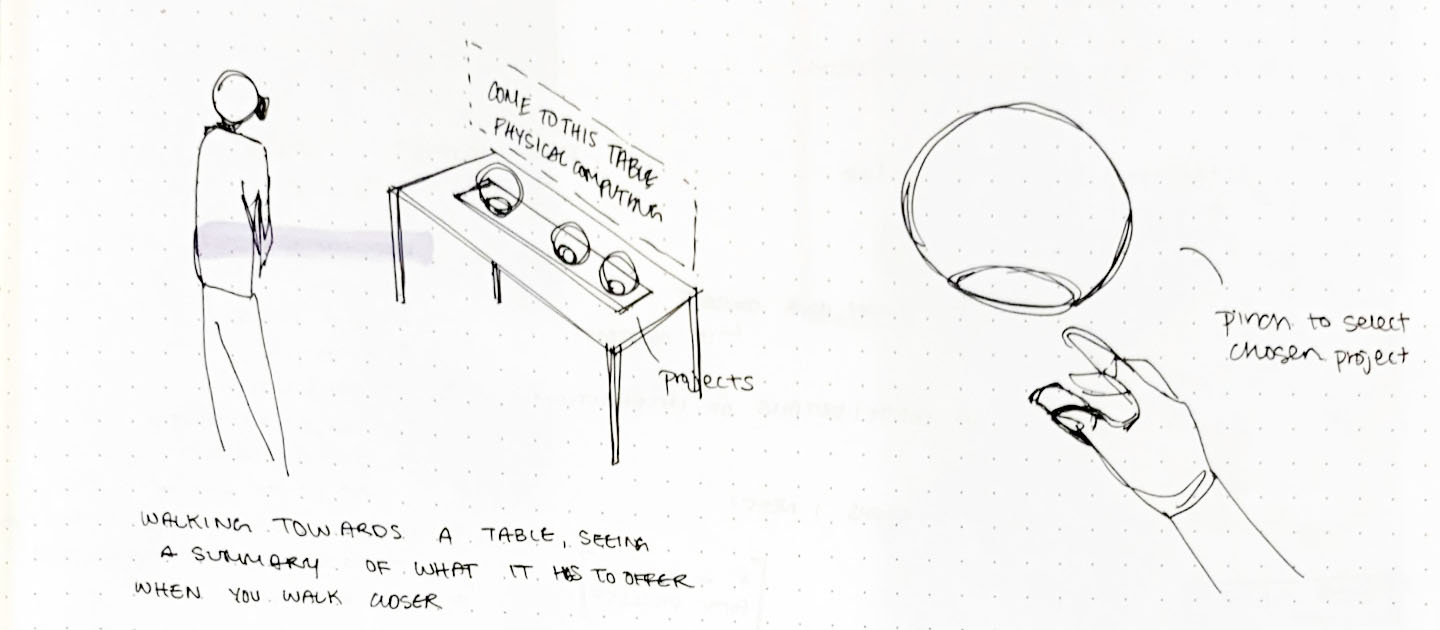 COME TO THIS TABLE
PHYSICAL COMPUTING
projects
pinch to select
chosen project
WALKING TOWARDS A TABLE, SEEING
A SUMMARY OF WHAT IT HAS TO OFFER
WHEN YOU WALK CLOSER